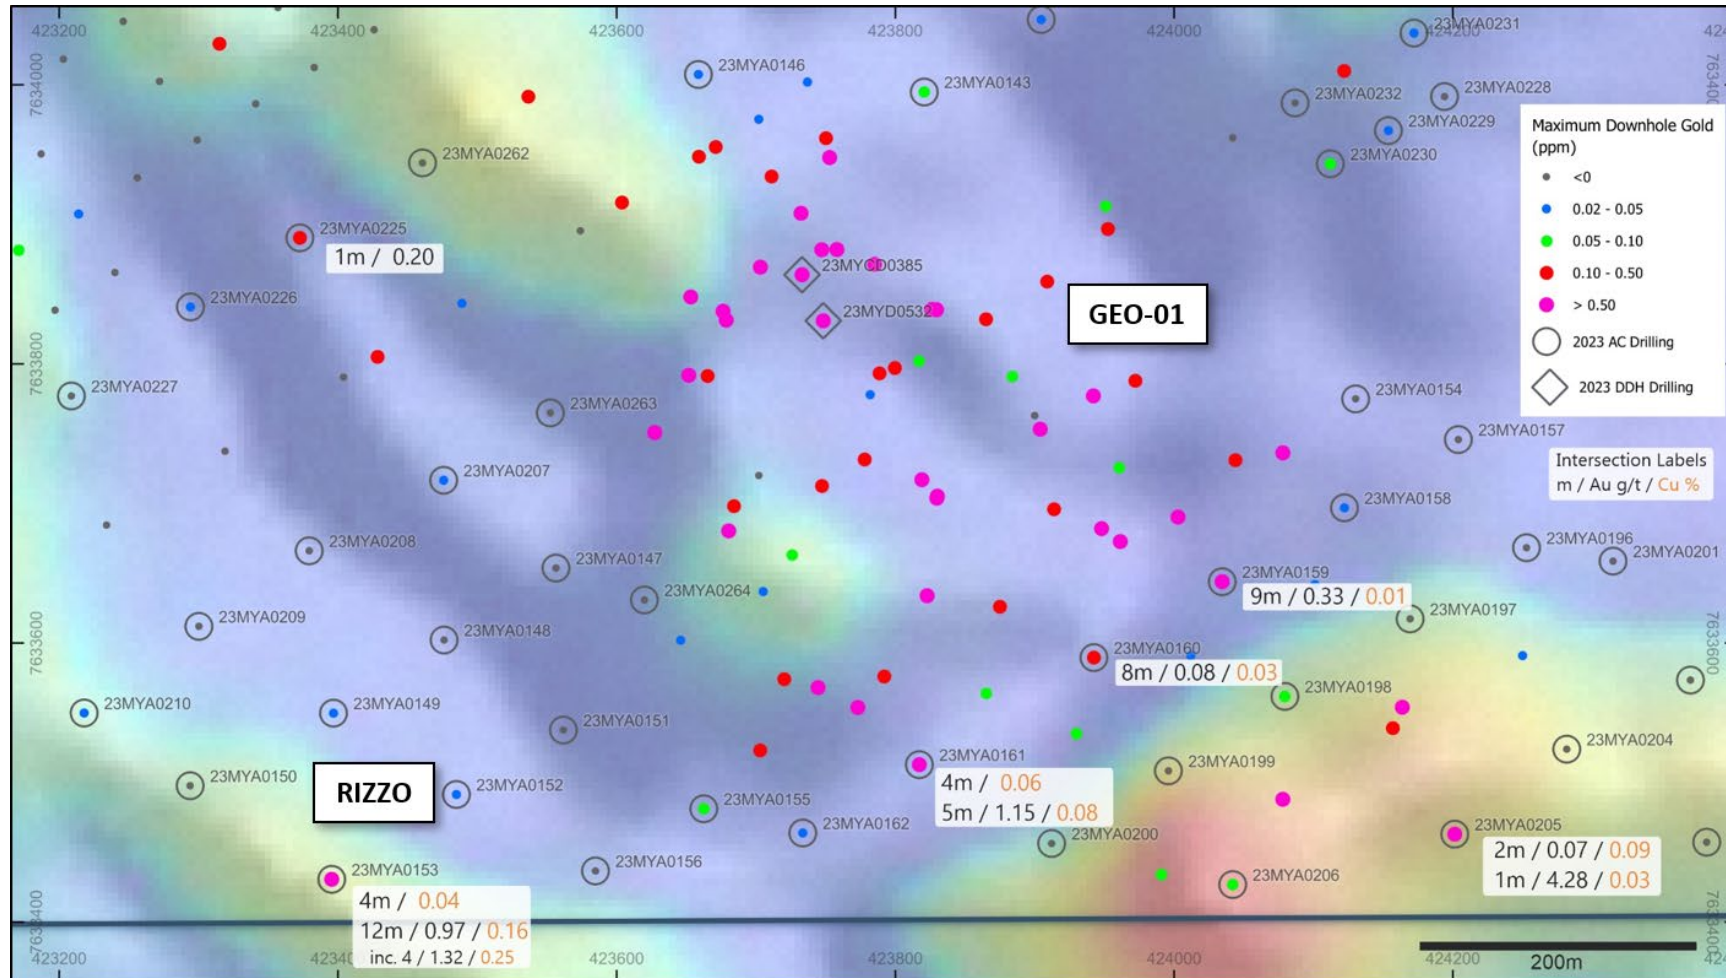 423200
423400
423600
423800
424000
424200
23MYA0231
7634000
23MYA0146
23MYA0143
23MYA0232
23MYA0228
23MYA0229
23MYA0230
23MYA0262
Maximum Downhole Gold
(ppm)
<0
0.02 - 0.05
0.05 - 0.10
0.10 - 0.50
> 0.50
2023 AC Drilling
2023 DDH Drilling
Intersection Labels
m / Au g/t / Cu %
23MYA0225
1m / 0.20
23MYCD0385
23MYD0532
23MYA0226
GEO-01
7633800
23MYA0227
23MYA0263
23MYA0154
23MYA0157
23MYA0207
23MYA0158
23MYA0208
23MYA0147
23MYA0264
23MYA0196
23MYA0201
23MYA0159
9m / 0.33 / 0.01
23MYA0197
23MYA0209
23MYA0148
7633600
7633600
23MYA0160
8m / 0.08 / 0.03
23MYA0198
23MYA0210
23MYA0149
23MYA0151
23MYA0204
23MYA0161
4m / 0.06
5m / 1.15 / 0.08
23MYA0199
23MYA0150
RIZZO
23MYA0152
23MYA0155
23MYA0162
23MYA0200
23MYA0205
2m / 0.07 / 0.09
1m / 4.28 / 0.03
23MYA0156
23MYA0153
4m / 0.04
12m / 0.97 / 0.16
inc. 4 / 1.32 / 0.25
23MYA0206
7633400
7633400
200m
423200
423400
423600
423800
424000
424200